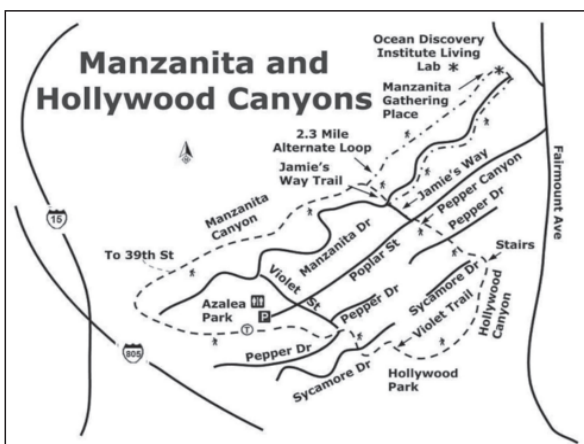 Manzanita and
Hollywood Canyons
Ocean Discovery
Institute Living
Lab *
*
Manzanita
Gathering
Place
2.3 Mile
Alternate Loop
Jamie's
Way Trail
Jamie's Way
Pepper Canyon
Pepper Dr
Fairmount Ave
Manzanita
Canyon
15
To 39th St
Manzanita Dr
Poplar St
Violet St
Stairs
Azalea
Park
P
T
Pepper Dr
Sycamore Dr
Violet Trail
Hollywood
Canyon
805
Pepper Dr
Sycamore Dr
Hollywood
Park